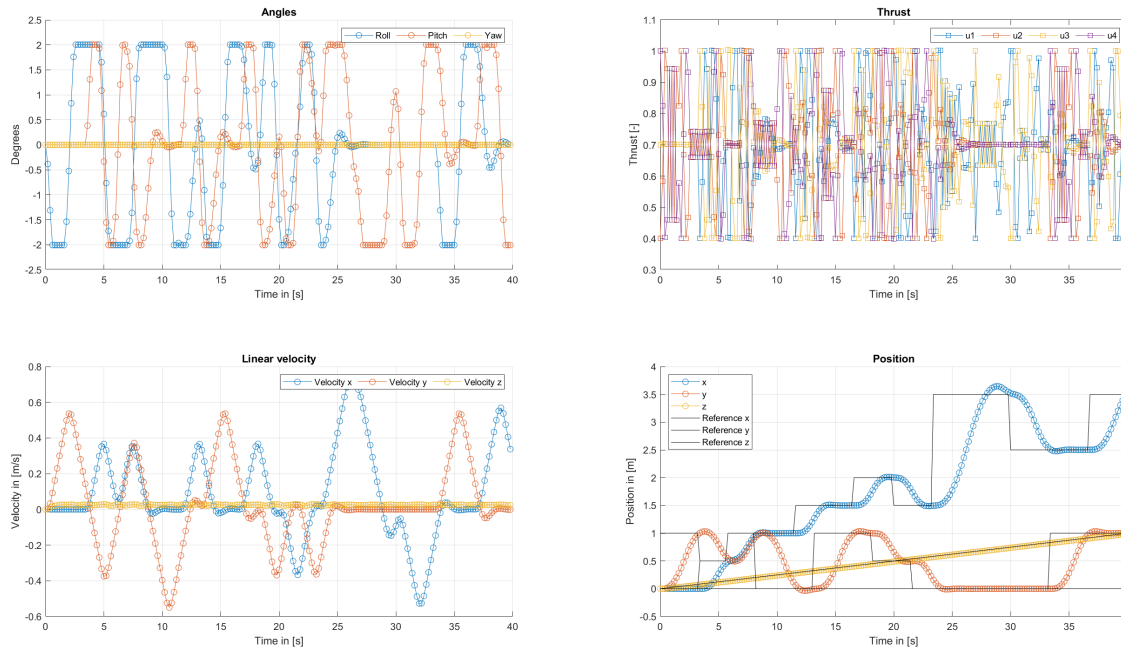 Angles
Roll Pitch Yaw
Degrees
2.5
2
1.5
1
0.5
0
-0.5
-1
-1.5
-2
-2.5
0 5 10 15 20 25 30 35 40
Time in [s]
Thrust
u1 u2 u3 u4
Thrust [-]
1.1
1
0.9
0.8
0.7
0.6
0.5
0.4
0.3
0 5 10 15 20 25 30 35
Time in [s]
Linear velocity
Velocity x Velocity y Velocity z
Velocity in [m/s]
0.8
0.6
0.4
0.2
0
-0.2
-0.4
-0.6
0 5 10 15 20 25 30 35 40
Time in [s]
Position
x
y
z
Reference x
Reference y
Reference z
Position in [m]
4
3.5
3
2.5
2
1.5
1
0.5
0
-0.5
0 5 10 15 20 25 30 35
Time in [s]